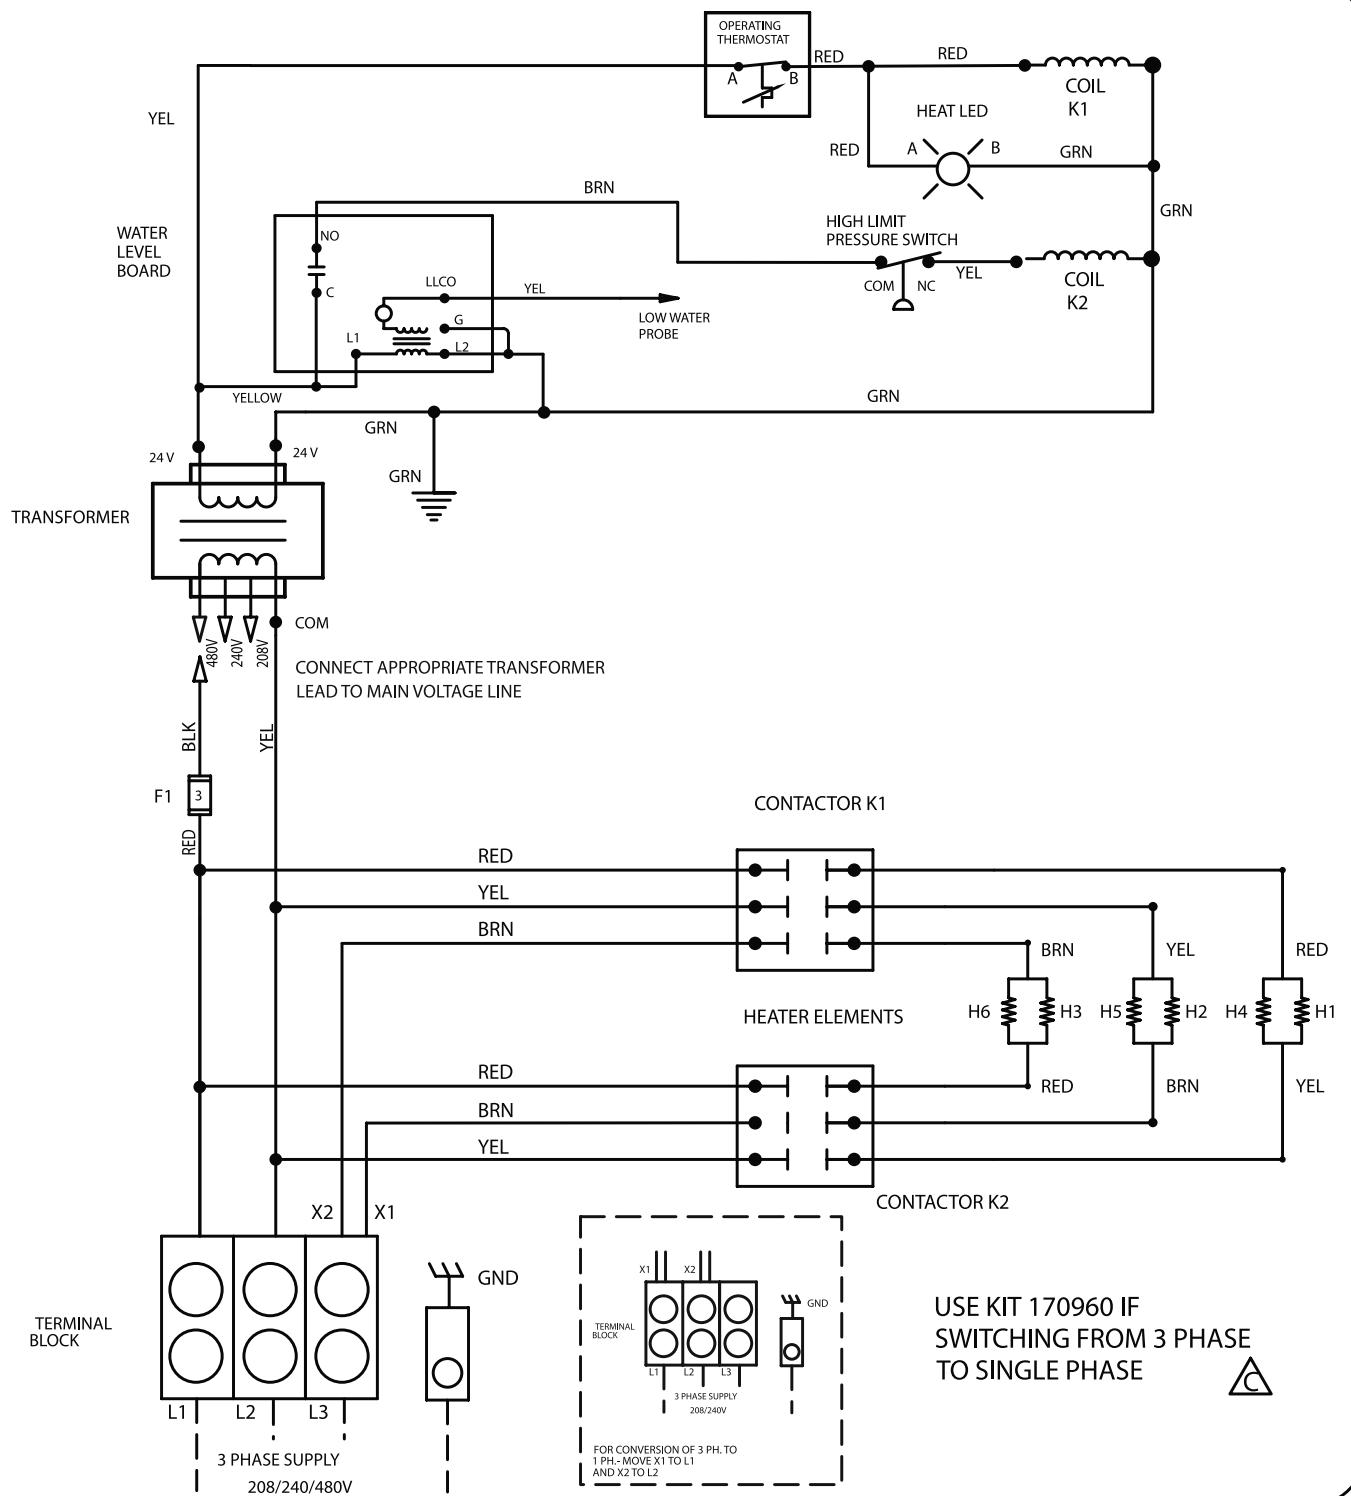 OPERATING
THERMOSTAT
A
B
RED
RED
COIL
K1
HEAT LED
YEL
RED
A
B
GRN
BRN
GRN
WATER
LEVEL
BOARD
NO
HIGH LIMIT
PRESSURE SWITCH
C
LLCO
YEL
COM
NC
YEL
COIL
K2
G
LOW WATER
PROBE
L1
L2
YELLOW
GRN
GRN
24 V
24 V
GRN
TRANSFORMER
480V
240V
208V
COM
CONNECT APPROPRIATE TRANSFORMER
LEAD TO MAIN VOLTAGE LINE
BLK
YEL
F1
3
RED
CONTACTOR K1
RED
YEL
BRN
BRN
YEL
RED
HEATER ELEMENTS
H6
H3
H5
H2
H4
H1
RED
BRN
YEL
RED
BRN
YEL
CONTACTOR K2
X2
X1
TERMINAL
BLOCK
GND
L1
L2
L3
3 PHASE SUPPLY
208/240/480V
X1
X2
TERMINAL
BLOCK
GND
L1
L2
L3
3 PHASE SUPPLY
208/240V
FOR CONVERSION OF 3 PH. TO
1 PH.- MOVE X1 TO L1
AND X2 TO L2
USE KIT 170960 IF
SWITCHING FROM 3 PHASE
TO SINGLE PHASE
C